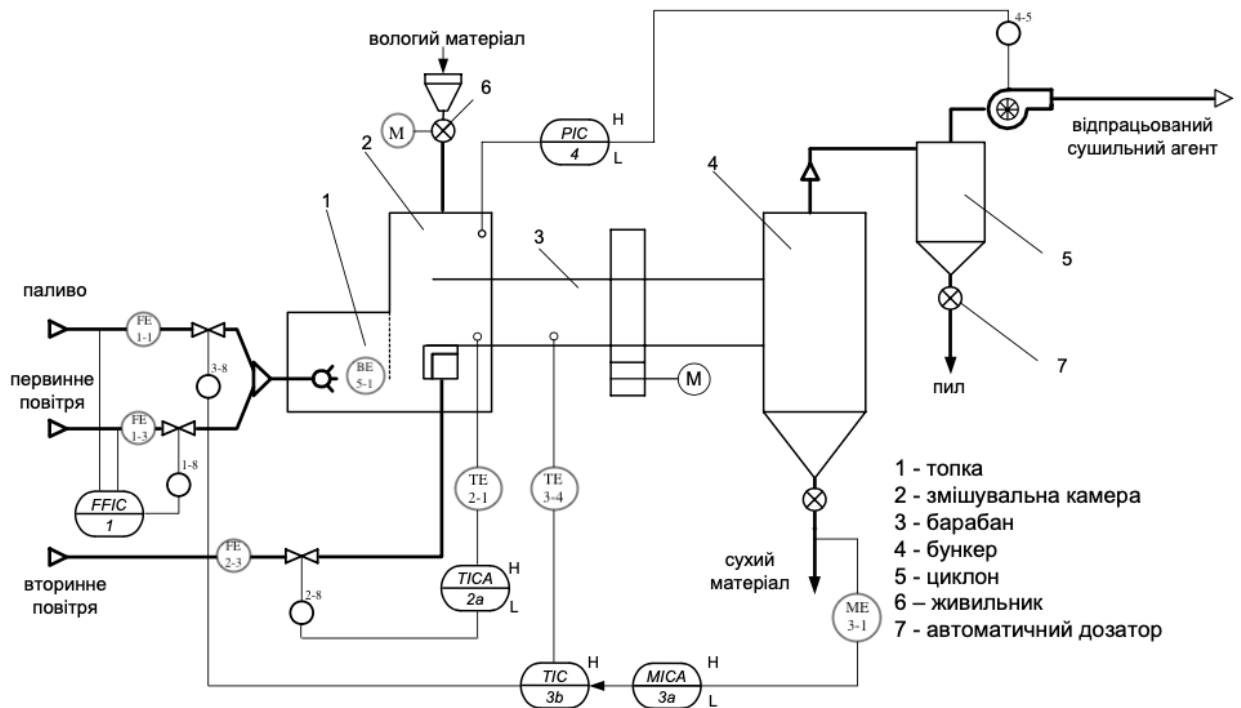 4-5
вологий матеріал
6
M
2
PIC
4
H
L
відпрацьований
сушильний агент
1
3
4
5
паливо
FE
1-1
3-8
BE
5-1
первинне
повітря
FE
1-3
1-8
M
7
пил
FFIC
1
TE
2-1
TE
3-4
вторинне
повітря
FE
2-3
2-8
TICA
2a
H
L
сухий
матеріал
ME
3-1
TIC
3b
H
MICA
3a
H
L
1 - топка
2 - змішувальна камера
3 - барабан
4 - бункер
5 - циклон
6 – живильник
7 - автоматичний дозатор